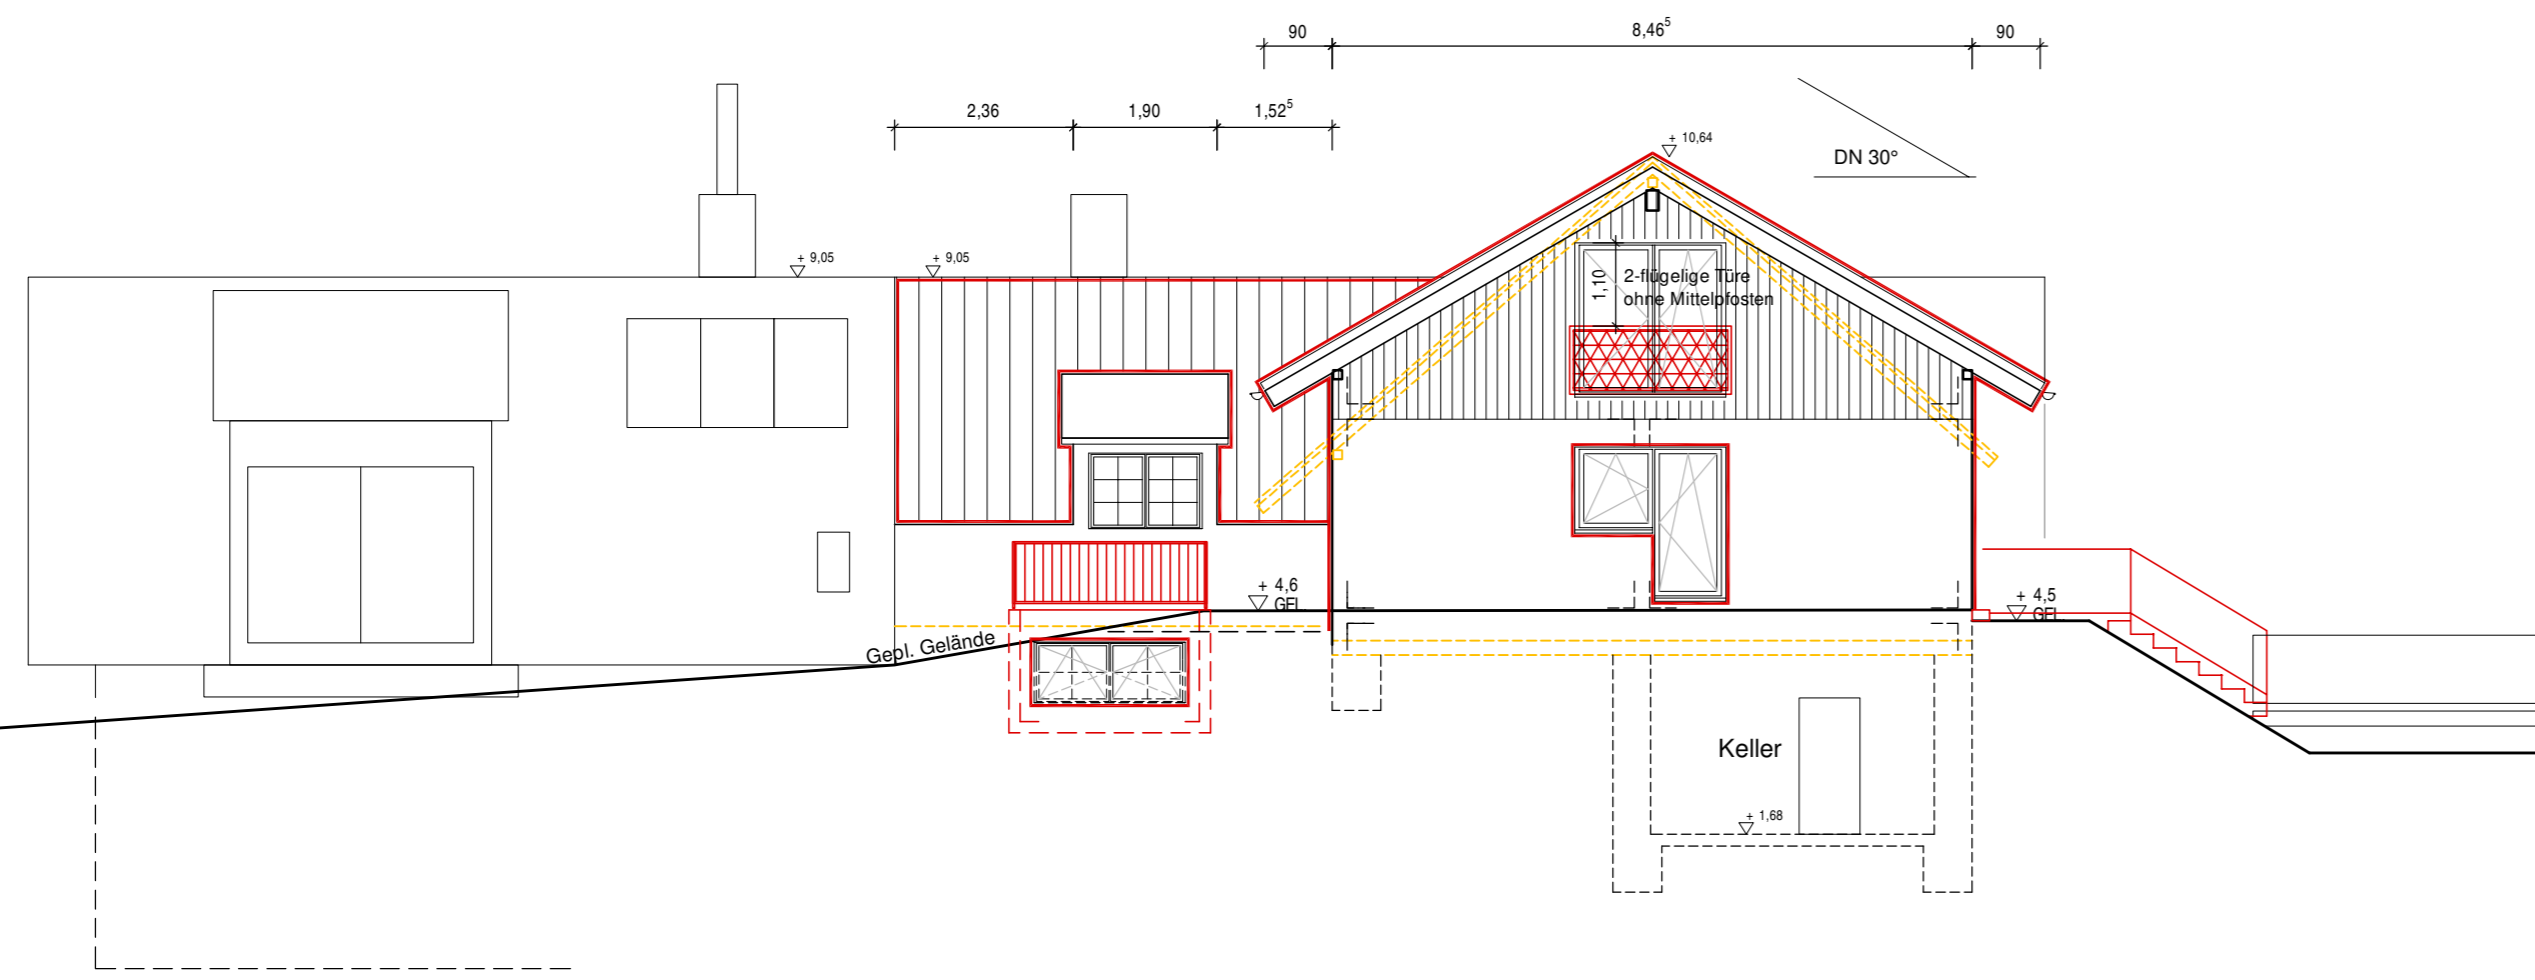 90
8,46⁵
90
2,36
1,90
1,52⁵
+ 10,64
DN 30°
+ 9,05
+ 9,05
1,10
2-flügelige Türe
ohne Mittelpfosten
+ 4,6
GFL
+ 4,5
GFL
Gepl. Gelände
Keller
+ 1,68